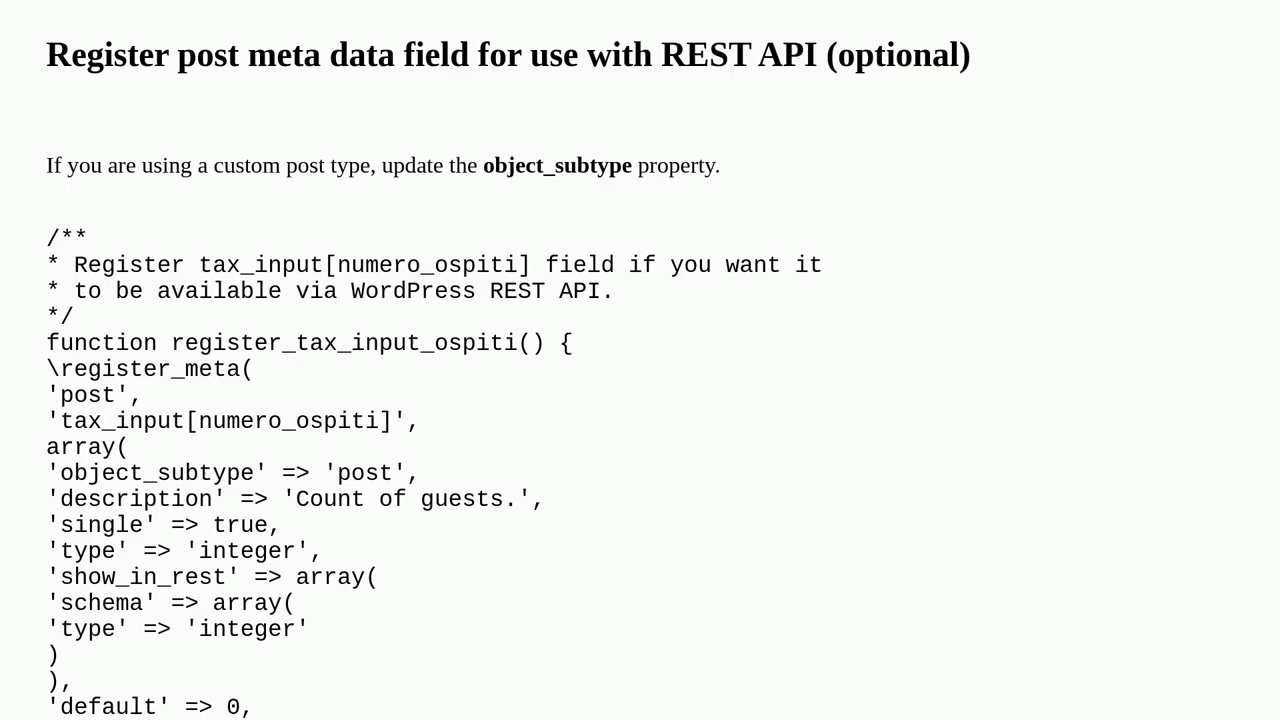 Register post meta data field for use with REST API (optional)
If you are using a custom post type, update the object_subtype property.
/**
* Register tax_input[numero_ospiti] field if you want it
* to be available via WordPress REST API.
*/
function register_tax_input_ospiti() {
\register_meta(
'post',
'tax_input[numero_ospiti]',
array(
'object_subtype' => 'post',
'description' => 'Count of guests.',
'single' => true,
'type' => 'integer',
'show_in_rest' => array(
'schema' => array(
'type' => 'integer'
)
),
'default' => 0,